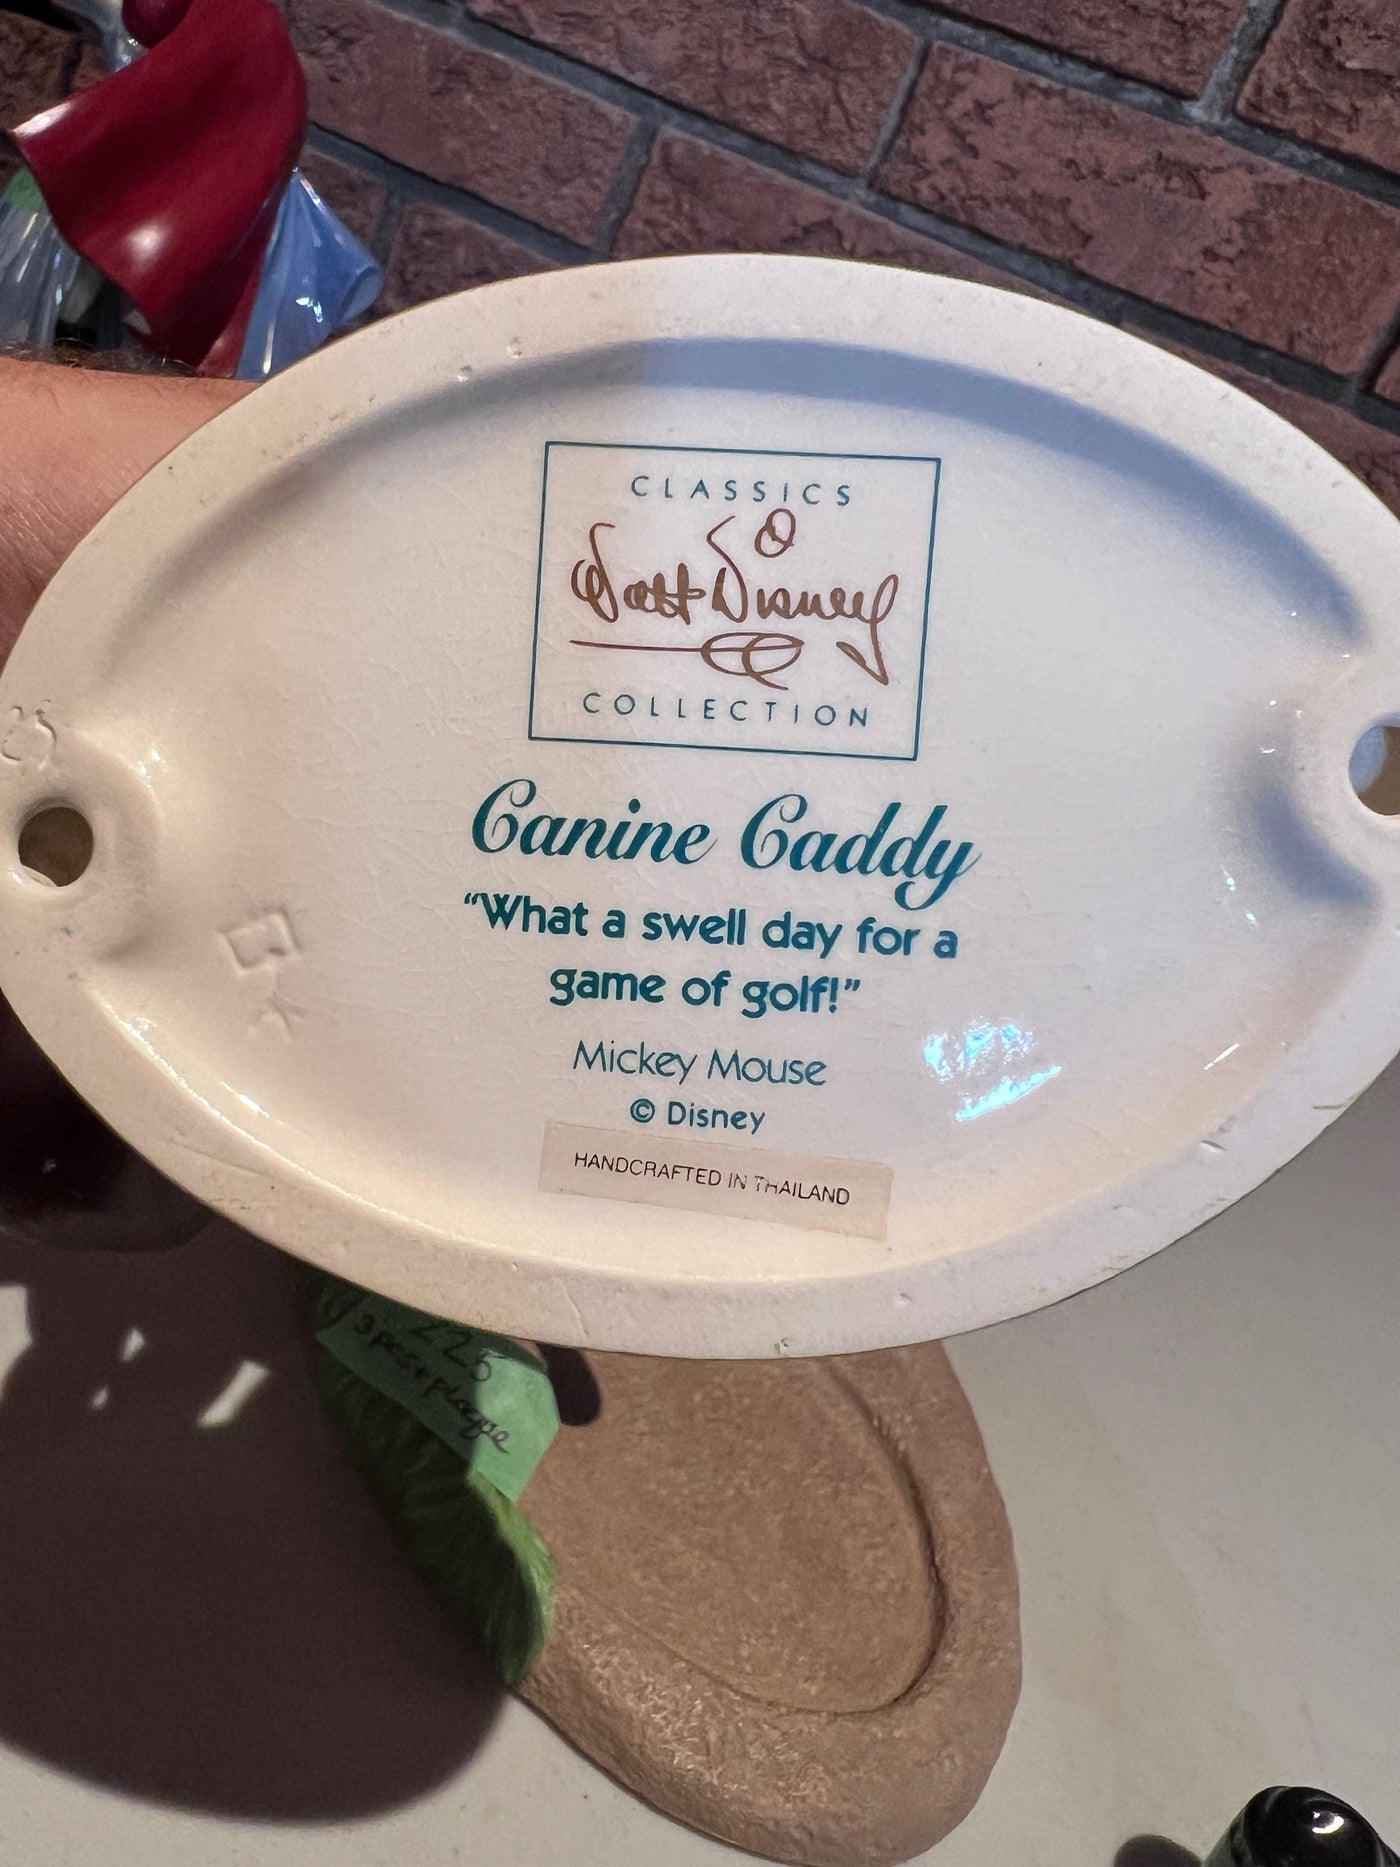 CLASSICS
Walt Disney
COLLECTION
Canine Caddy
“What a swell day for a
game of golf!”
Mickey Mouse
© Disney
HANDCRAFTED IN THAILAND
225
3 pcs + plaque